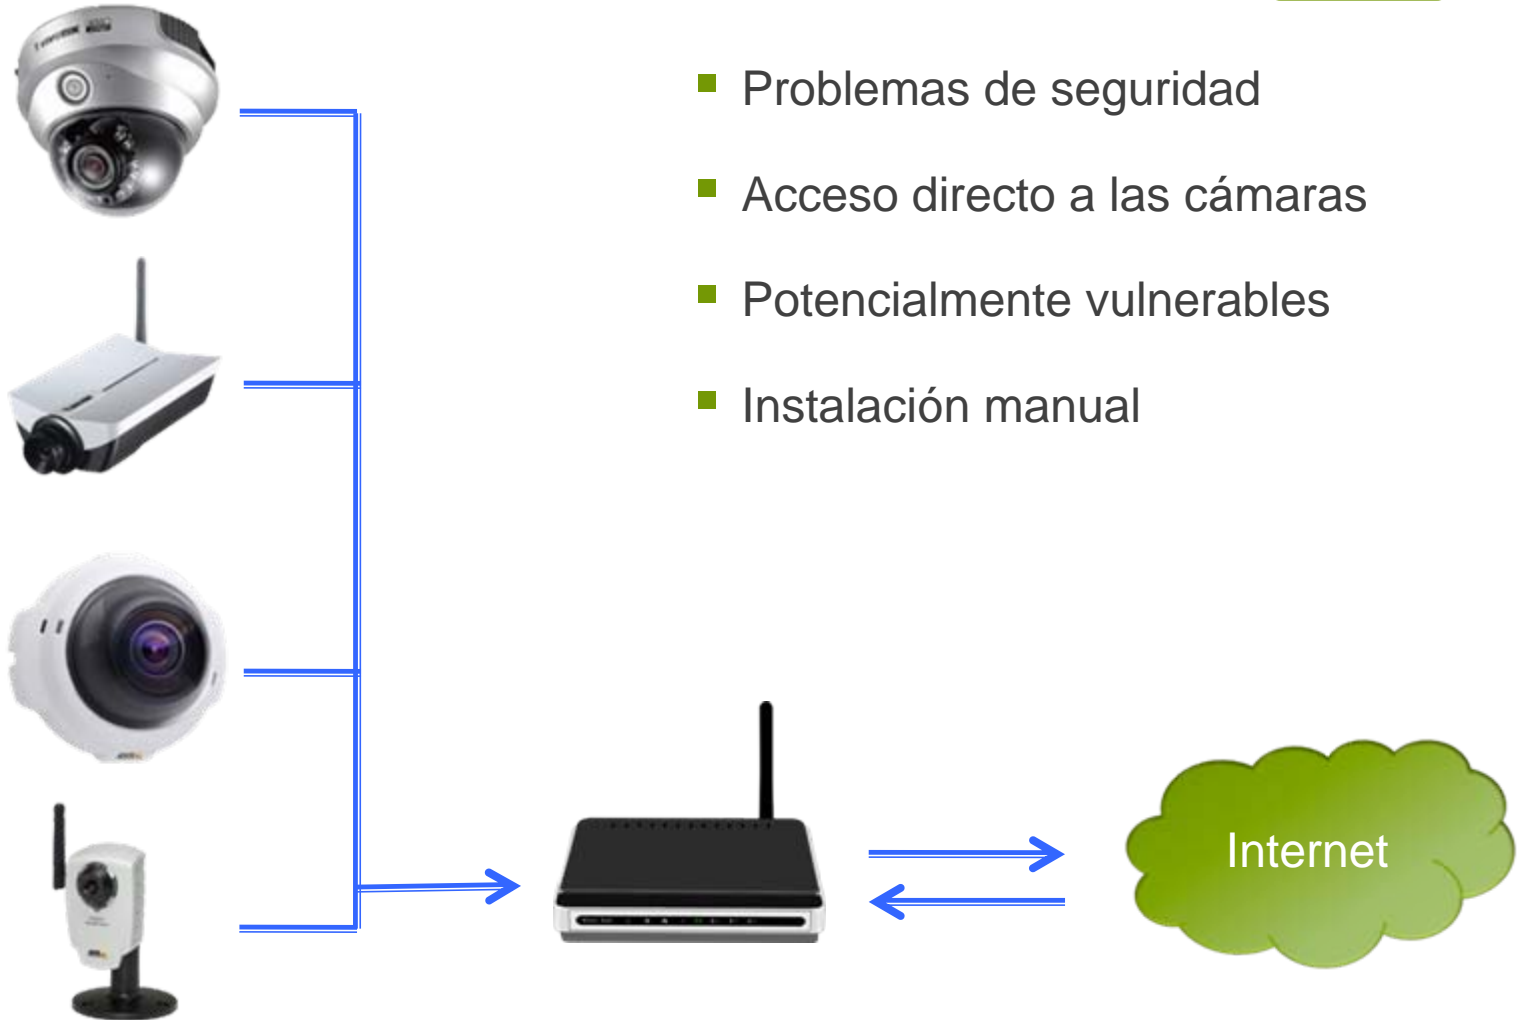 Problemas de seguridad
Acceso directo a las cámaras
Potencialmente vulnerables
Instalación manual
Internet